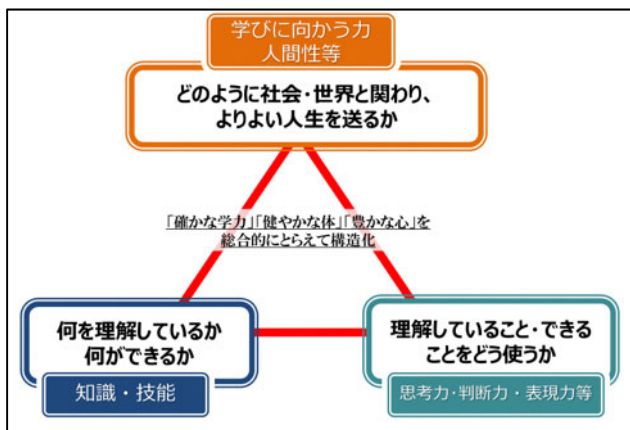 学びに向かう力
人間性等
どのように社会・世界と関わり、
よりよい人生を送るか
「確かな学力」「健やかな体」「豊かな心」を
総合的にとらえて構造化
何を理解しているか
何ができるか
知識・技能
理解していること・できる
ことをどう使うか
思考力・判断力・表現力等